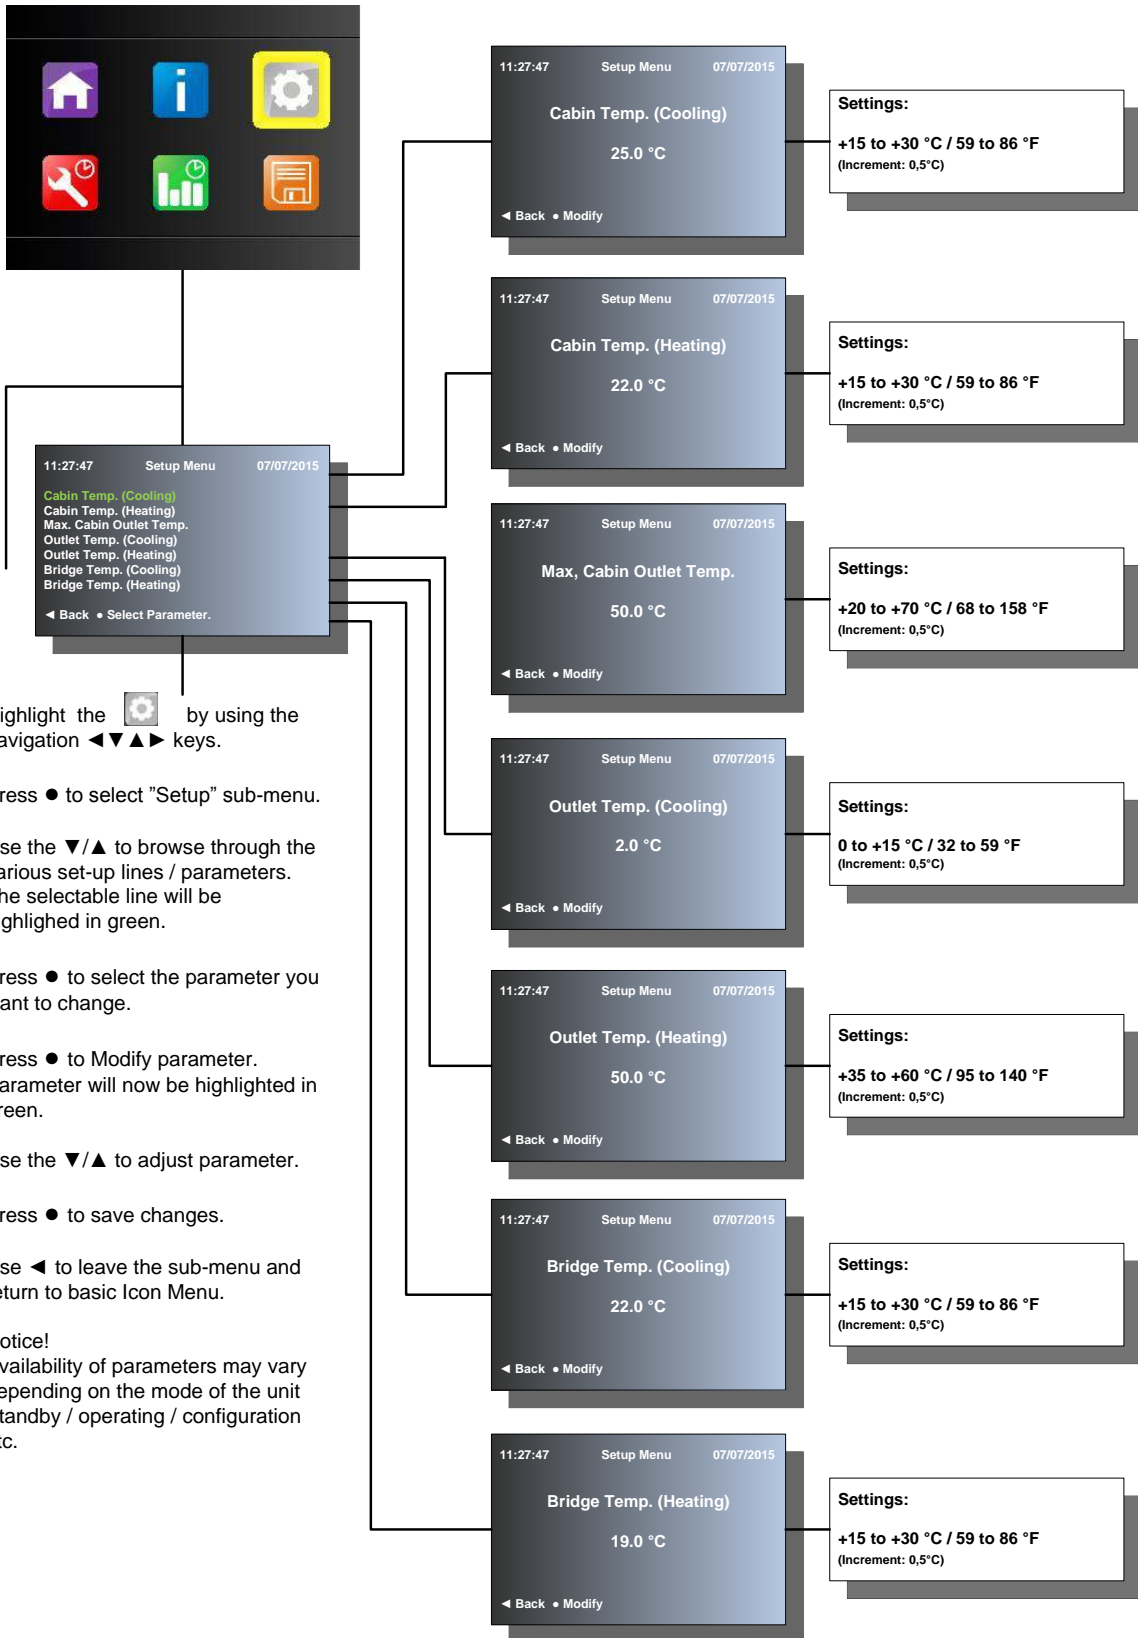 11:27:47 Setup Menu 07/07/2015
Cabin Temp. (Cooling)
25.0 °C
◄ Back ● Modify
Settings:
+15 to +30 °C / 59 to 86 °F
(Increment: 0,5°C)
11:27:47 Setup Menu 07/07/2015
Cabin Temp. (Heating)
22.0 °C
◄ Back ● Modify
Settings:
+15 to +30 °C / 59 to 86 °F
(Increment: 0,5°C)
11:27:47 Setup Menu 07/07/2015
Cabin Temp. (Cooling)
Cabin Temp. (Heating)
Max. Cabin Outlet Temp.
Outlet Temp. (Cooling)
Outlet Temp. (Heating)
Bridge Temp. (Cooling)
Bridge Temp. (Heating)
◄ Back ● Select Parameter.
11:27:47 Setup Menu 07/07/2015
Max, Cabin Outlet Temp.
50.0 °C
◄ Back ● Modify
Settings:
+20 to +70 °C / 68 to 158 °F
(Increment: 0,5°C)
ighlight the by using the
avigation ◄▼▲► keys.
ress ● to select ”Setup” sub-menu.
se the ▼/▲ to browse through the
arious set-up lines / parameters.
he selectable line will be
ighlighed in green.
ress ● to select the parameter you
ant to change.
ress ● to Modify parameter.
arameter will now be highlighted in
reen.
se the ▼/▲ to adjust parameter.
ress ● to save changes.
se ◄ to leave the sub-menu and
eturn to basic Icon Menu.
otice!
vailability of parameters may vary
epending on the mode of the unit
tandby / operating / configuration
tc.
11:27:47 Setup Menu 07/07/2015
Outlet Temp. (Cooling)
2.0 °C
◄ Back ● Modify
Settings:
0 to +15 °C / 32 to 59 °F
(Increment: 0,5°C)
11:27:47 Setup Menu 07/07/2015
Outlet Temp. (Heating)
50.0 °C
◄ Back ● Modify
Settings:
+35 to +60 °C / 95 to 140 °F
(Increment: 0,5°C)
11:27:47 Setup Menu 07/07/2015
Bridge Temp. (Cooling)
22.0 °C
◄ Back ● Modify
Settings:
+15 to +30 °C / 59 to 86 °F
(Increment: 0,5°C)
11:27:47 Setup Menu 07/07/2015
Bridge Temp. (Heating)
19.0 °C
◄ Back ● Modify
Settings:
+15 to +30 °C / 59 to 86 °F
(Increment: 0,5°C)